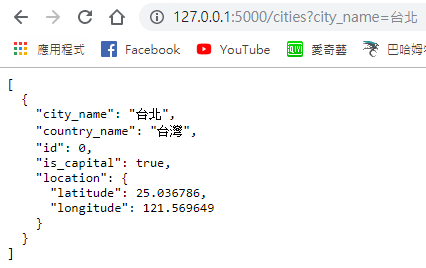 127.0.0.1:5000/cities?city_name=台北
應用程式 Facebook YouTube 愛奇藝 巴哈姆
[
  {
    "city_name": "台北",
    "country_name": "台灣",
    "id": 0,
    "is_capital": true,
    "location": {
      "latitude": 25.036786,
      "longitude": 121.569649
    }
  }
]